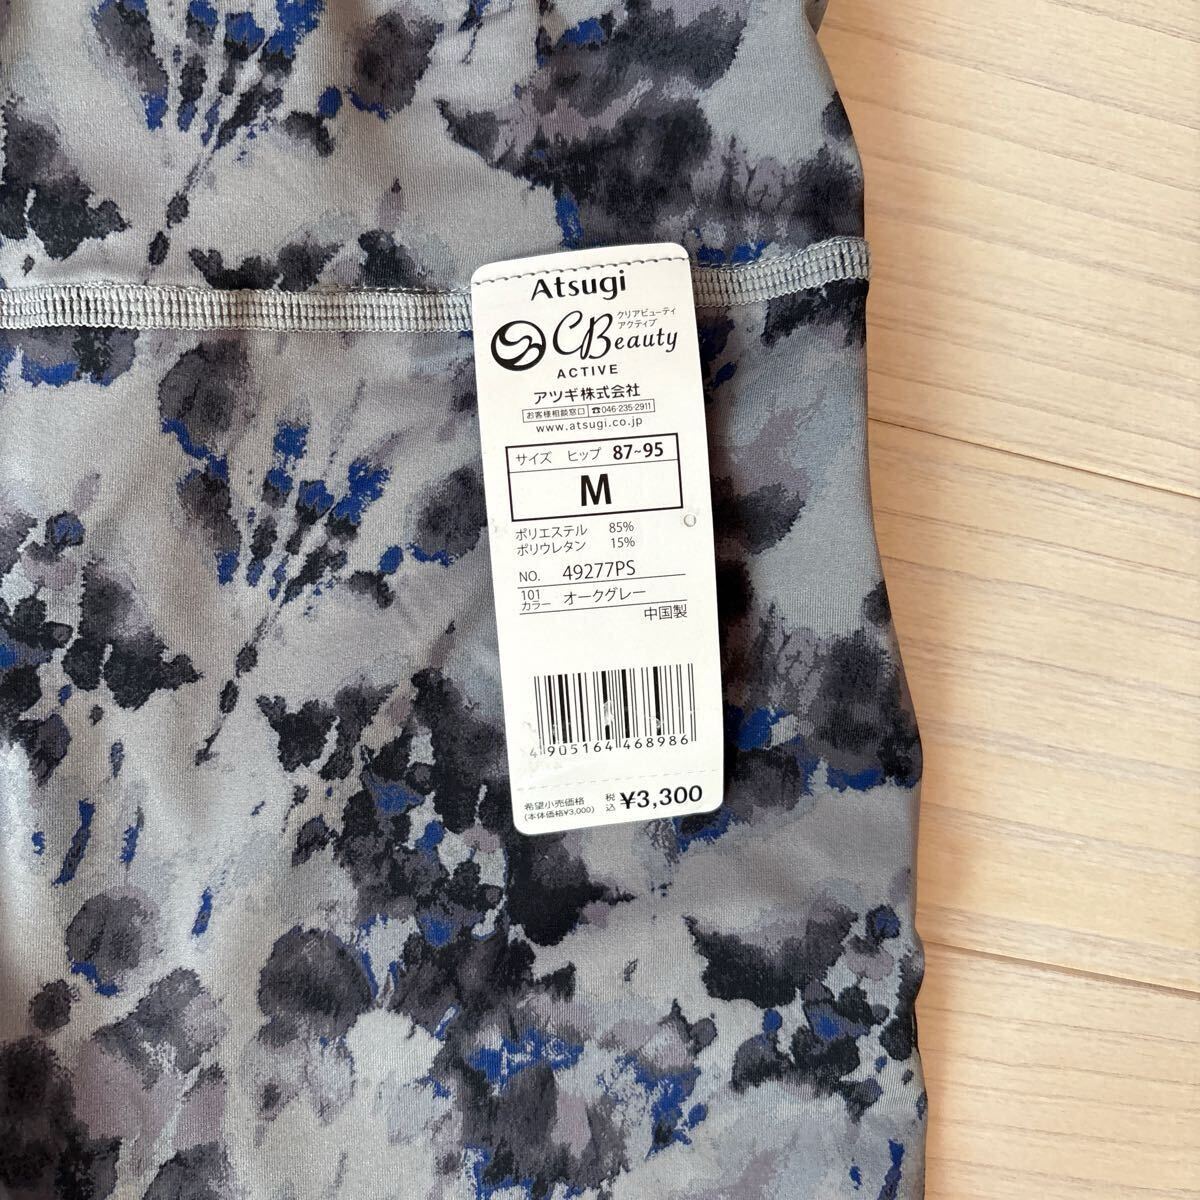 Atsugi
クリアビューティ
アクティブ
CBeauty
ACTIVE
アツギ株式会社
お客様相談窓口 ☎046-235-2911
www.atsugi.co.jp
サイズ ヒップ 87~95
M
ポリエステル 85%
ポリウレタン 15%
NO. 49277PS
101
カラー オークグレー
中国製
4 905164 468986
希望小売価格 税込 ¥3,300
(本体価格¥3,000)